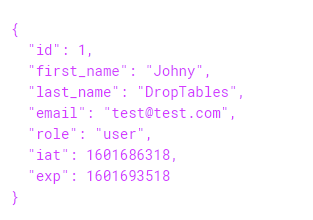 {
  "id": 1,
  "first_name": "Johny",
  "last_name": "DropTables",
  "email": "test@test.com",
  "role": "user",
  "iat": 1601686318,
  "exp": 1601693518
}